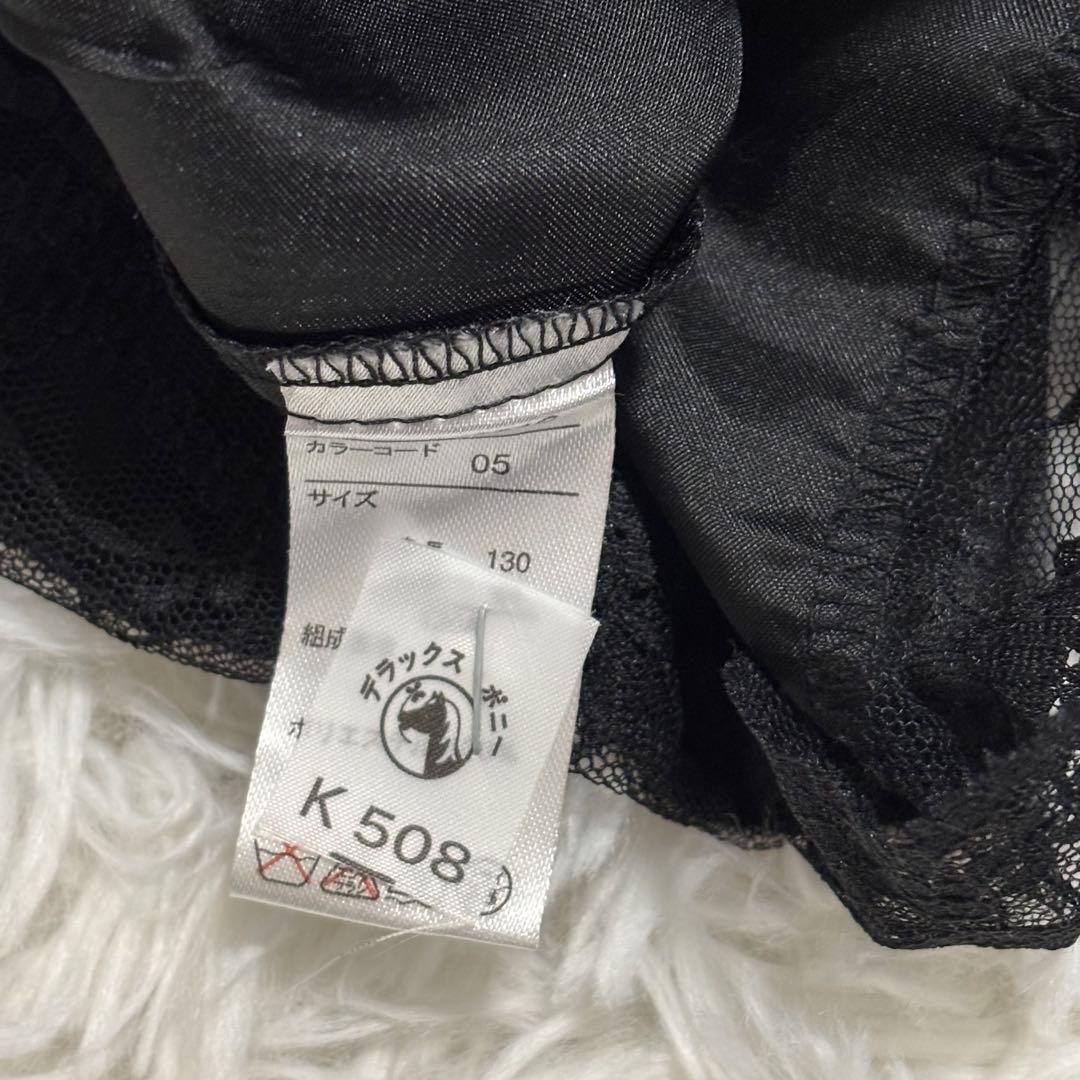 カラーコード 05
サイズ
130
組成
デラックス ポニー
K 508